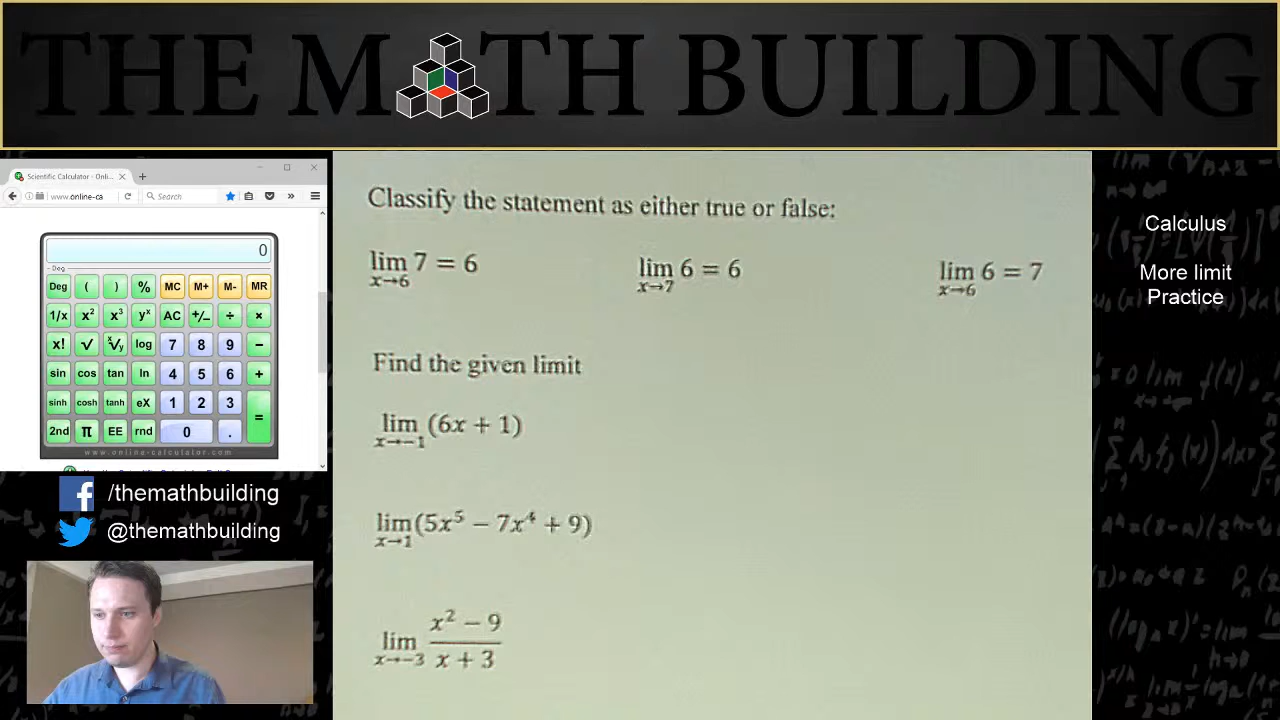 THE MATH BUILDING
Scientific Calculator - Onli...
www.online-ca
Search
0
Deg
Deg ( ) % MC M+ M- MR
1/x x² x³ yˣ AC +/- ÷ ×
x! √ ˣ√y log 7 8 9 −
sin cos tan ln 4 5 6 +
sinh cosh tanh eX 1 2 3 =
2nd π EE rnd 0 .
www.online-calculator.com
/themathbuilding
@themathbuilding
Classify the statement as either true or false:
lim x→6 7 = 6
lim x→7 6 = 6
lim x→6 6 = 7
Find the given limit
lim x→−1 (6x + 1)
lim x→1 (5x⁵ − 7x⁴ + 9)
lim x→−3 (x² − 9)/(x + 3)
Calculus
More limit
Practice